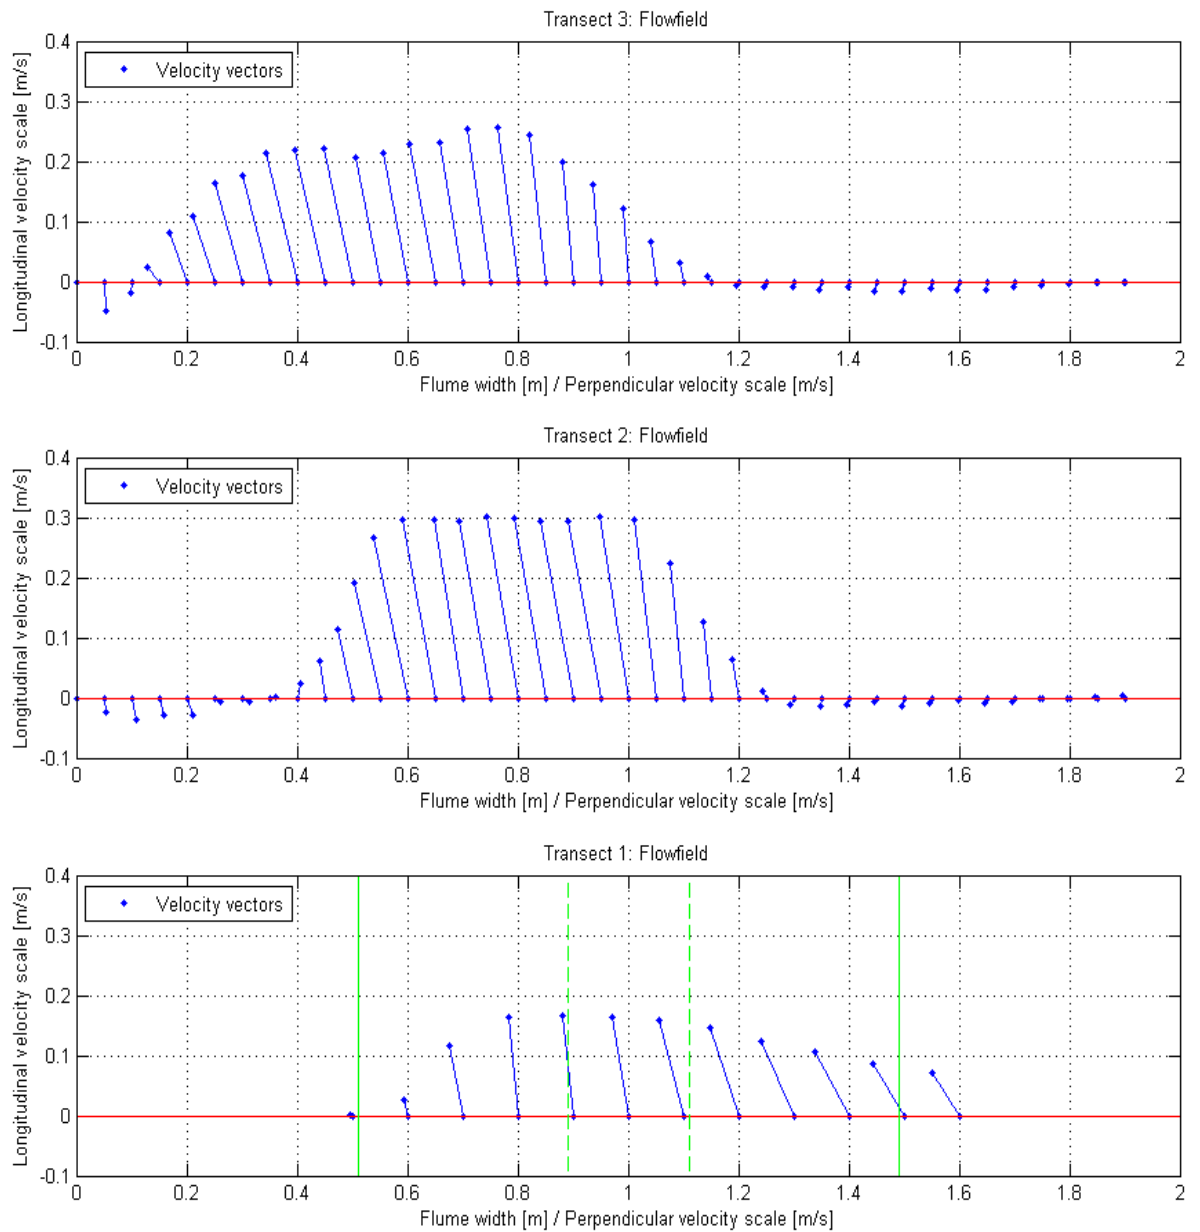 Transect 3: Flowfield
Longitudinal velocity scale [m/s]
0.4
0.3
0.2
0.1
0
-0.1
Velocity vectors
0 0.2 0.4 0.6 0.8 1 1.2 1.4 1.6 1.8 2
Flume width [m] / Perpendicular velocity scale [m/s]
Transect 2: Flowfield
Longitudinal velocity scale [m/s]
0.4
0.3
0.2
0.1
0
-0.1
Velocity vectors
0 0.2 0.4 0.6 0.8 1 1.2 1.4 1.6 1.8 2
Flume width [m] / Perpendicular velocity scale [m/s]
Transect 1: Flowfield
Longitudinal velocity scale [m/s]
0.4
0.3
0.2
0.1
0
-0.1
Velocity vectors
0 0.2 0.4 0.6 0.8 1 1.2 1.4 1.6 1.8 2
Flume width [m] / Perpendicular velocity scale [m/s]